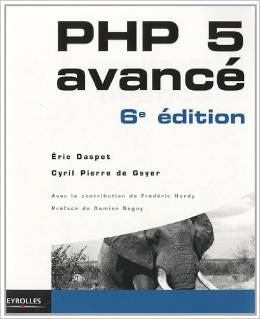 PHP 5
avancé
6e édition
Éric Daspet
Cyril Pierre de Geyer
Avec la contribution de Frédéric Hardy
Préface de Damien Seguy
EYROLLES